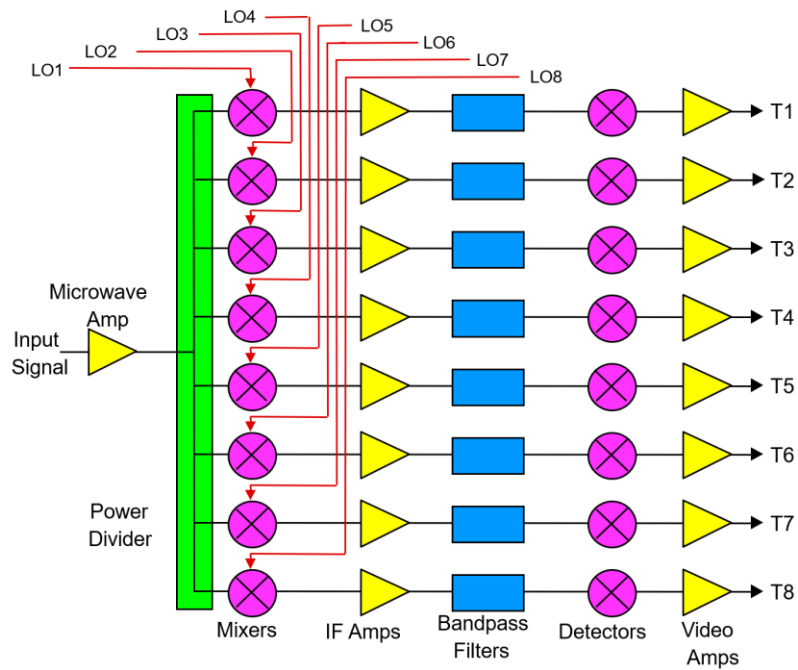 LO4
LO3
LO5
LO2
LO6
LO1
LO7
LO8
T1
T2
T3
Microwave
Amp
T4
Input
Signal
T5
T6
Power
Divider
T7
T8
Mixers
IF Amps
Bandpass
Filters
Detectors
Video
Amps